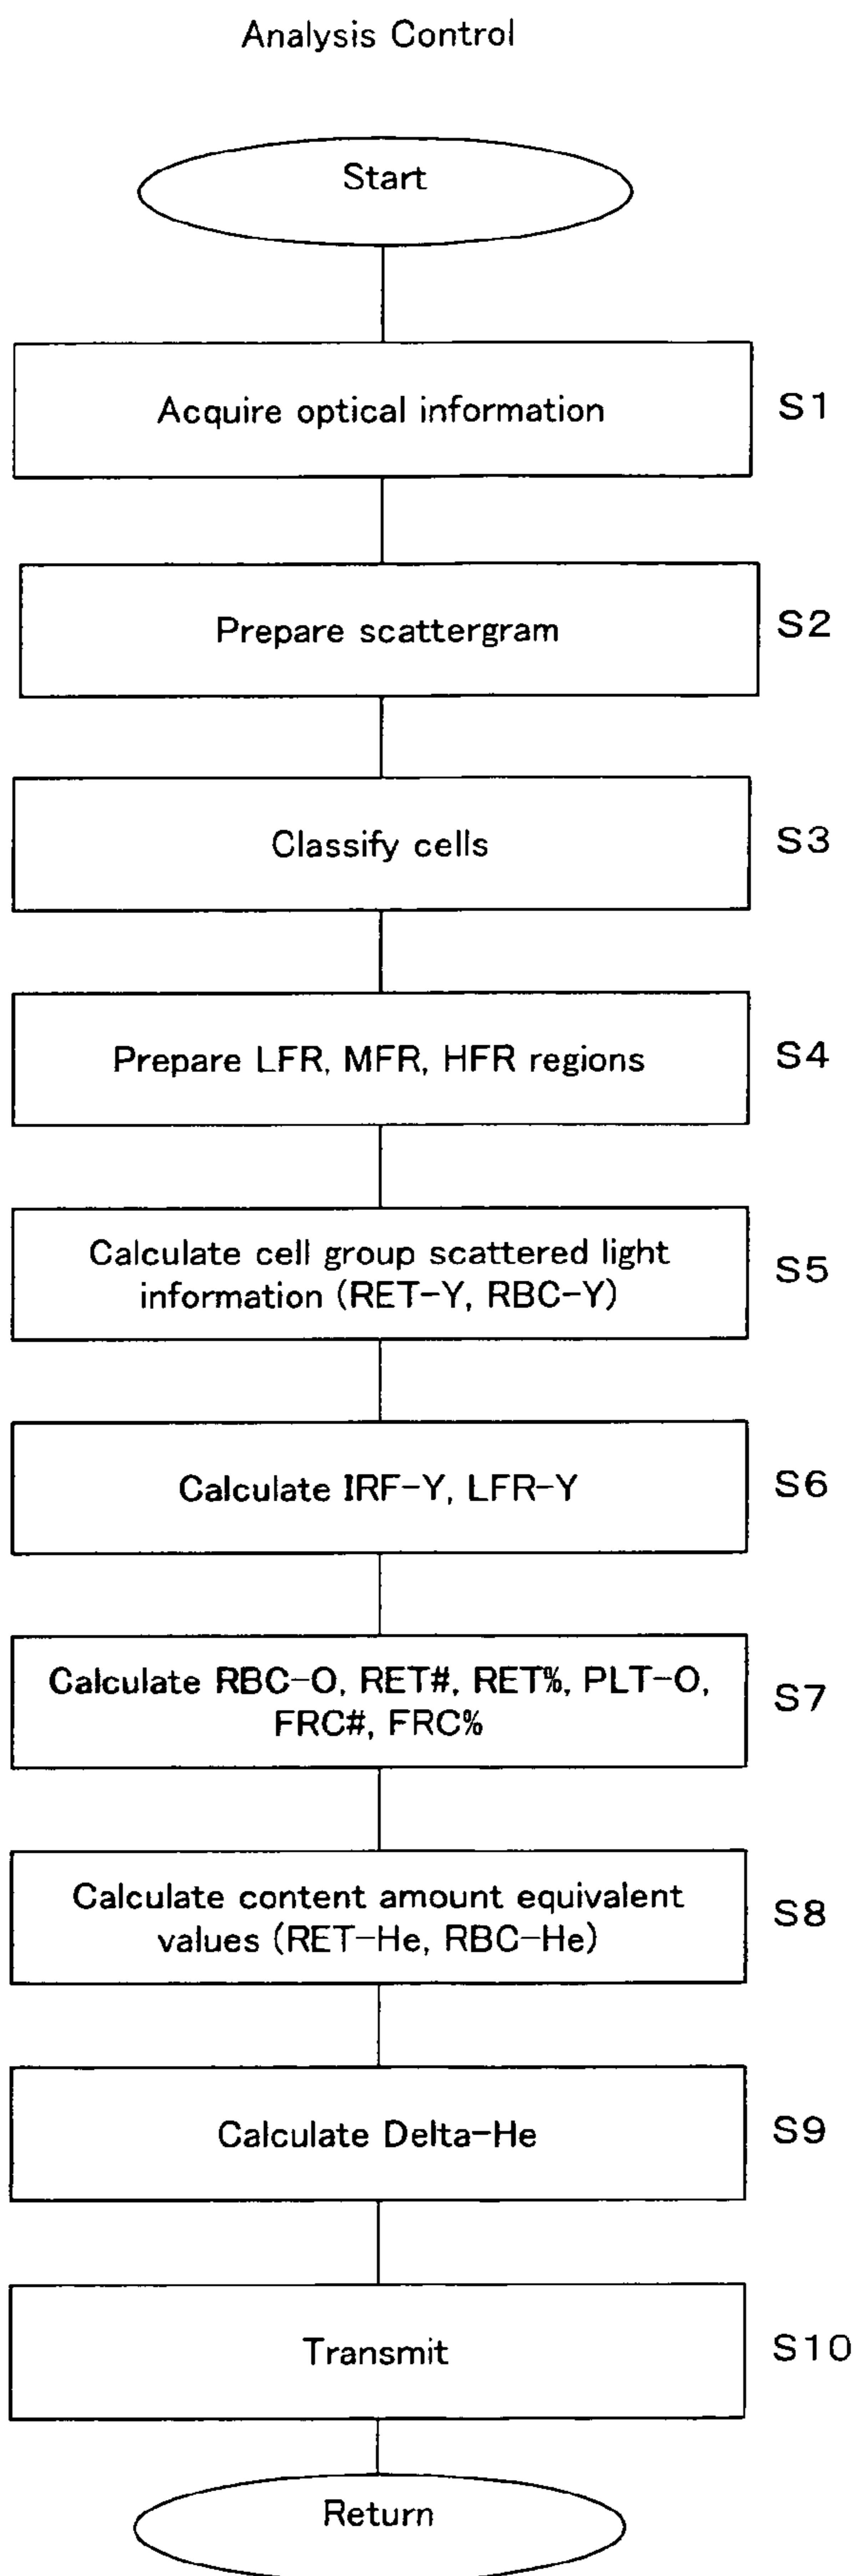 Analysis Control
Start
Acquire optical information
S1
Prepare scattergram
S2
Classify cells
S3
Prepare LFR, MFR, HFR regions
S4
Calculate cell group scattered light
information (RET-Y, RBC-Y)
S5
Calculate IRF-Y, LFR-Y
S6
Calculate RBC-O, RET#, RET%, PLT-O,
FRC#, FRC%
S7
Calculate content amount equivalent
values (RET-He, RBC-He)
S8
Calculate Delta-He
S9
Transmit
S10
Return